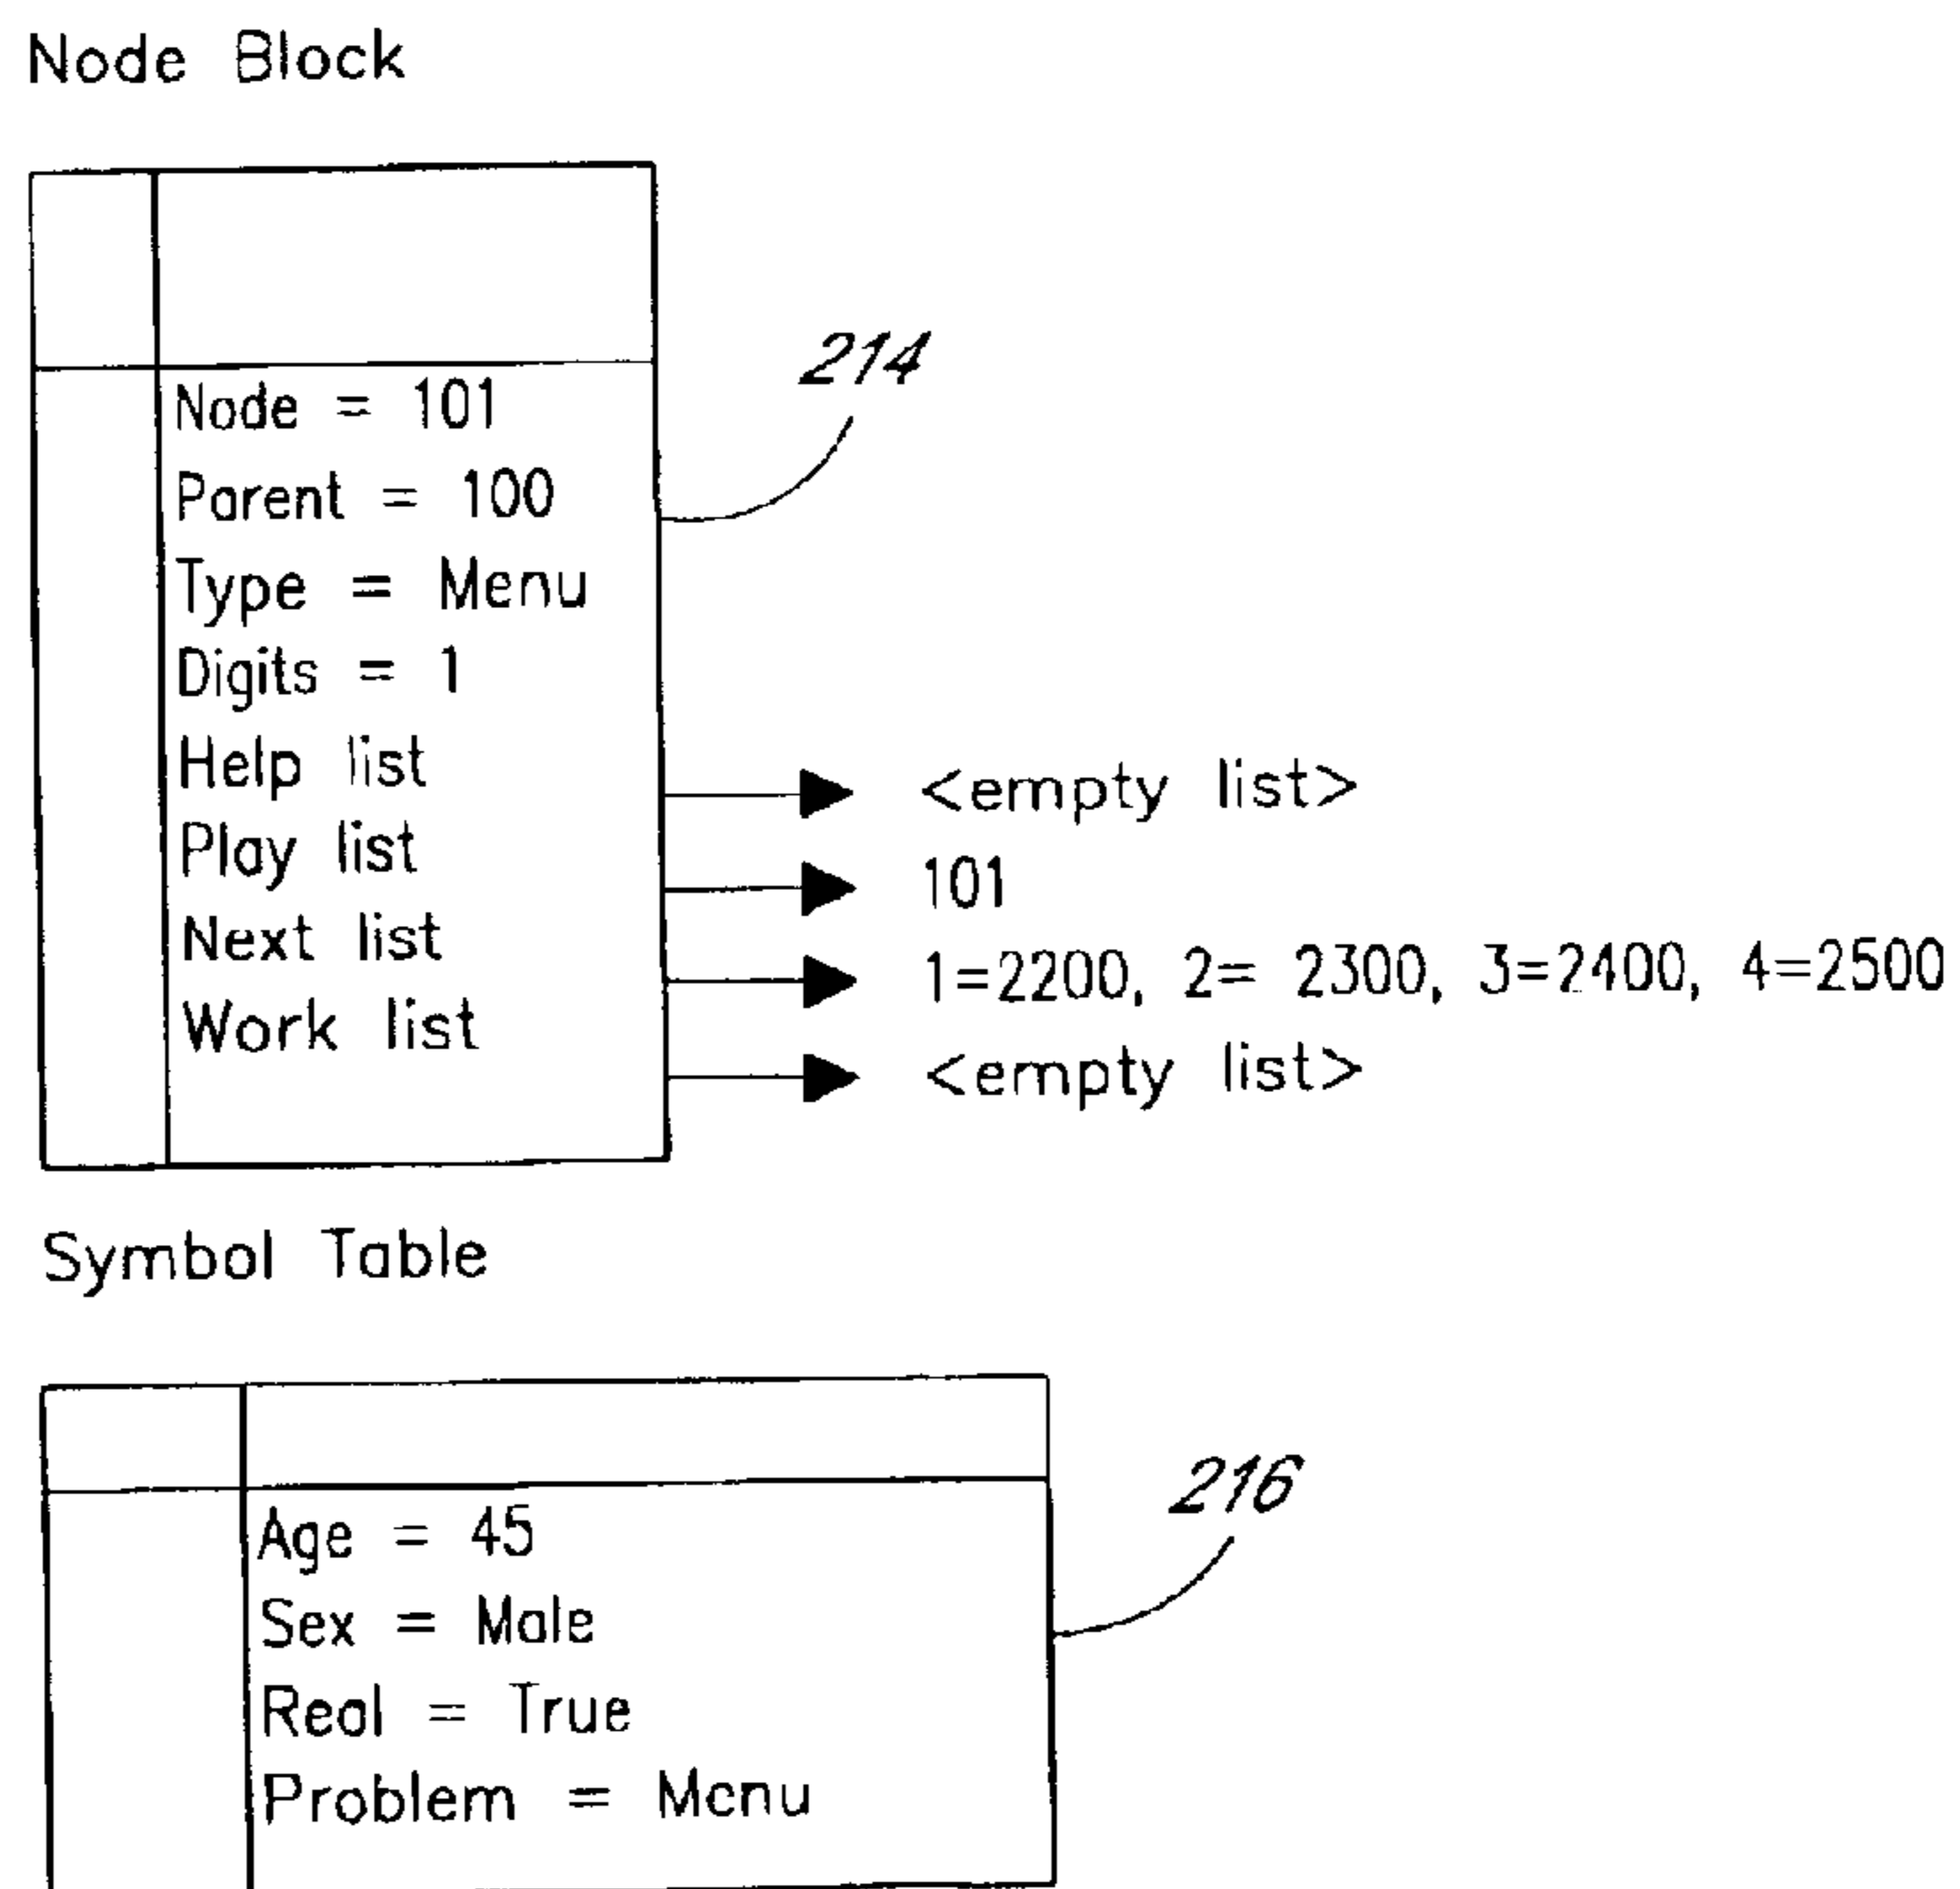 Node Block
214
Node = 101
Parent = 100
Type = Menu
Digits = 1
Help list
<empty list>
Play list
101
Next list
1=2200, 2= 2300, 3=2400, 4=2500
Work list
<empty list>
Symbol Table
216
Age = 45
Sex = Male
Real = True
Problem = Menu